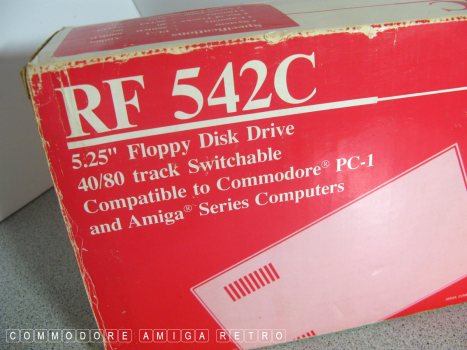 Specifications
RF 542C
5.25" Floppy Disk Drive
40/80 track Switchable
Compatible to Commodore® PC-1
and Amiga® Series Computers
COMMODORE AMIGA RETRO